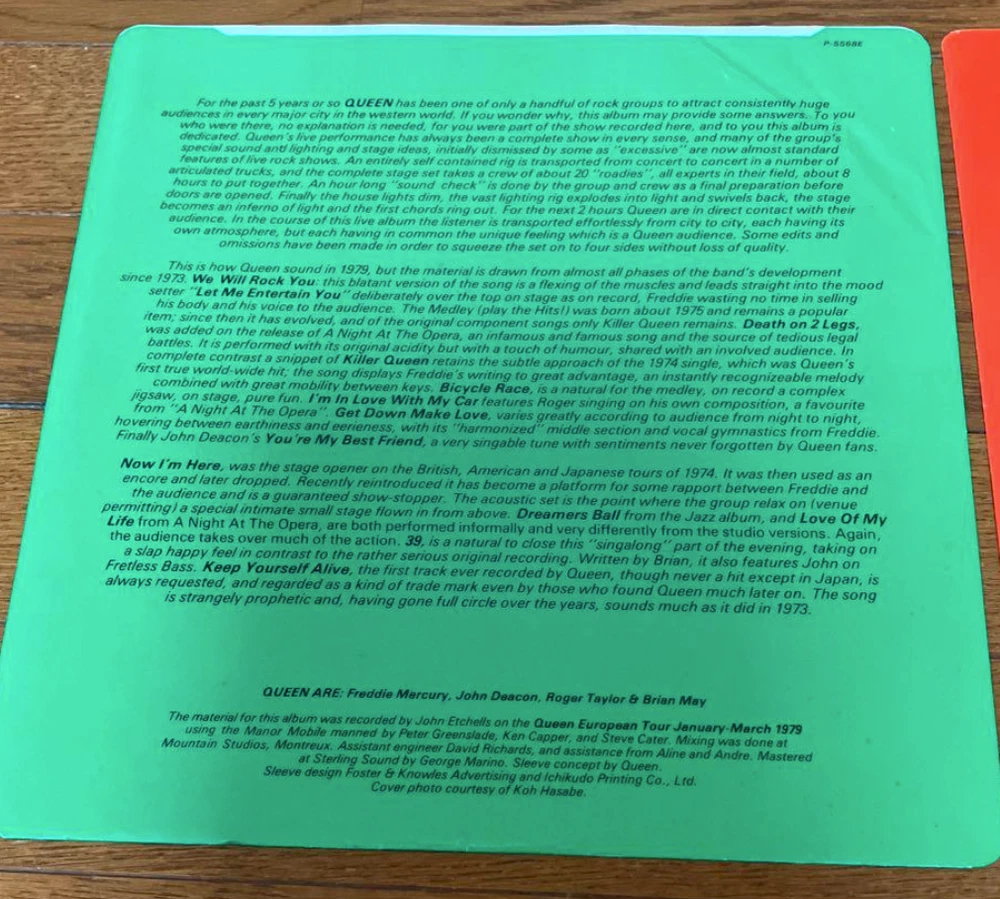 P-5568E
For the past 5 years or so QUEEN has been one of only a handful of rock groups to attract consistently huge
audiences in every major city in the western world. If you wonder why, this album may provide some answers. To you
who were there, no explanation is needed, for you were part of the show recorded here, and to you this album is
dedicated. Queen's live performance has always been a complete show in every sense, and many of the group's
special sound and lighting and stage ideas, initially dismissed by some as "excessive" are now almost standard
features of live rock shows. An entirely self contained rig is transported from concert to concert in a number of
articulated trucks, and the complete stage set takes a crew of about 20 "roadies", all experts in their field, about 8
hours to put together. An hour long "sound check" is done by the group and crew as a final preparation before
doors are opened. Finally the house lights dim, the vast lighting rig explodes into light and swivels back, the stage
becomes an inferno of light and the first chords ring out. For the next 2 hours Queen are in direct contact with their
audience. In the course of this live album the listener is transported effortlessly from city to city, each having its
own atmosphere, but each having in common the unique feeling which is a Queen audience. Some edits and
omissions have been made in order to squeeze the set on to four sides without loss of quality.
This is how Queen sound in 1979, but the material is drawn from almost all phases of the band's development
since 1973. We Will Rock You: this blatant version of the song is a flexing of the muscles and leads straight into the mood
setter "Let Me Entertain You" deliberately over the top on stage as on record, Freddie wasting no time in selling
his body and his voice to the audience. The Medley (play the Hits!) was born about 1975 and remains a popular
item; since then it has evolved, and of the original component songs only Killer Queen remains. Death on 2 Legs,
was added on the release of A Night At The Opera, an infamous and famous song and the source of tedious legal
battles. It is performed with its original acidity but with a touch of humour, shared with an involved audience. In
complete contrast a snippet of Killer Queen retains the subtle approach of the 1974 single, which was Queen's
first true world-wide hit; the song displays Freddie's writing to great advantage, an instantly recognizeable melody
combined with great mobility between keys. Bicycle Race, is a natural for the medley, on record a complex
jigsaw, on stage, pure fun. I'm In Love With My Car features Roger singing on his own composition, a favourite
from "A Night At The Opera". Get Down Make Love, varies greatly according to audience from night to night,
hovering between earthiness and eerieness, with its "harmonized" middle section and vocal gymnastics from Freddie.
Finally John Deacon's You're My Best Friend, a very singable tune with sentiments never forgotten by Queen fans.
Now I'm Here, was the stage opener on the British, American and Japanese tours of 1974. It was then used as an
encore and later dropped. Recently reintroduced it has become a platform for some rapport between Freddie and
the audience and is a guaranteed show-stopper. The acoustic set is the point where the group relax on (venue
permitting) a special intimate small stage flown in from above. Dreamers Ball from the Jazz album, and Love Of My
Life from A Night At The Opera, are both performed informally and very differently from the studio versions. Again,
the audience takes over much of the action. 39, is a natural to close this "singalong" part of the evening, taking on
a slap happy feel in contrast to the rather serious original recording. Written by Brian, it also features John on
Fretless Bass. Keep Yourself Alive, the first track ever recorded by Queen, though never a hit except in Japan, is
always requested, and regarded as a kind of trade mark even by those who found Queen much later on. The song
is strangely prophetic and, having gone full circle over the years, sounds much as it did in 1973.
QUEEN ARE: Freddie Mercury, John Deacon, Roger Taylor & Brian May
The material for this album was recorded by John Etchells on the Queen European Tour January-March 1979
using the Manor Mobile manned by Peter Greenslade, Ken Capper, and Steve Cater. Mixing was done at
Mountain Studios, Montreux. Assistant engineer David Richards, and assistance from Aline and Andre. Mastered
at Sterling Sound by George Marino. Sleeve concept by Queen.
Sleeve design Foster & Knowles Advertising and Ichikudo Printing Co., Ltd.
Cover photo courtesy of Koh Hasabe.